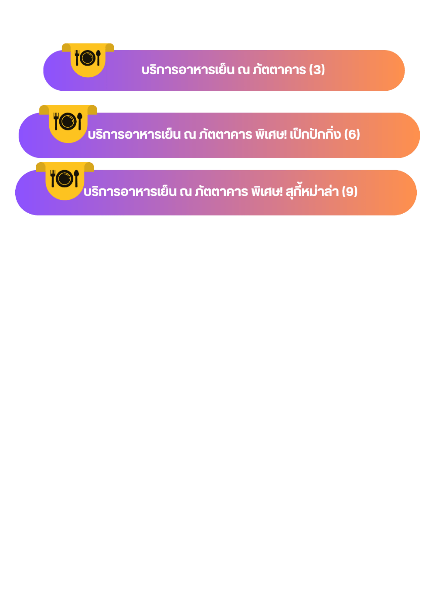 บริการอาหารเย็น ณ ภัตตาคาร (3)
บริการอาหารเย็น ณ ภัตตาคาร พิเศษ! เป็ดปักกิ่ง (6)
บริการอาหารเย็น ณ ภัตตาคาร พิเศษ! สุกี้หม่าล่า (9)